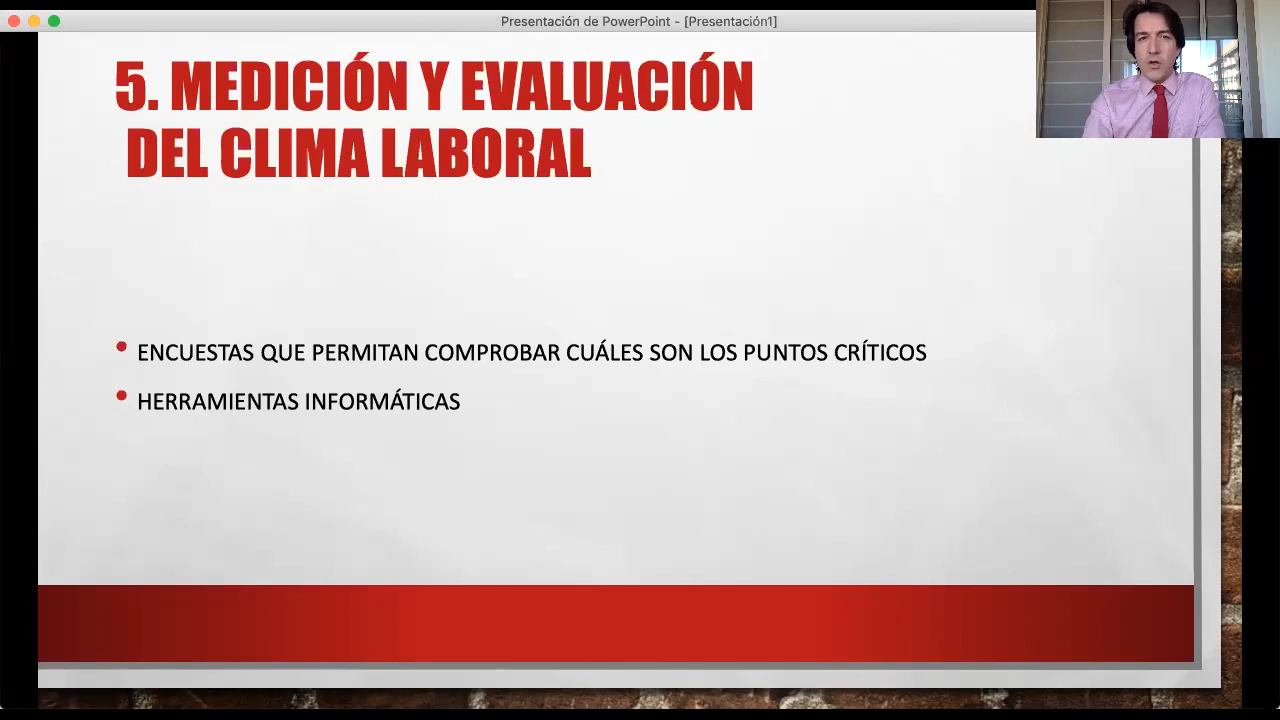 Presentación de PowerPoint - [Presentación1]
5. MEDICIÓN Y EVALUACIÓN
DEL CLIMA LABORAL
• ENCUESTAS QUE PERMITAN COMPROBAR CUÁLES SON LOS PUNTOS CRÍTICOS
• HERRAMIENTAS INFORMÁTICAS